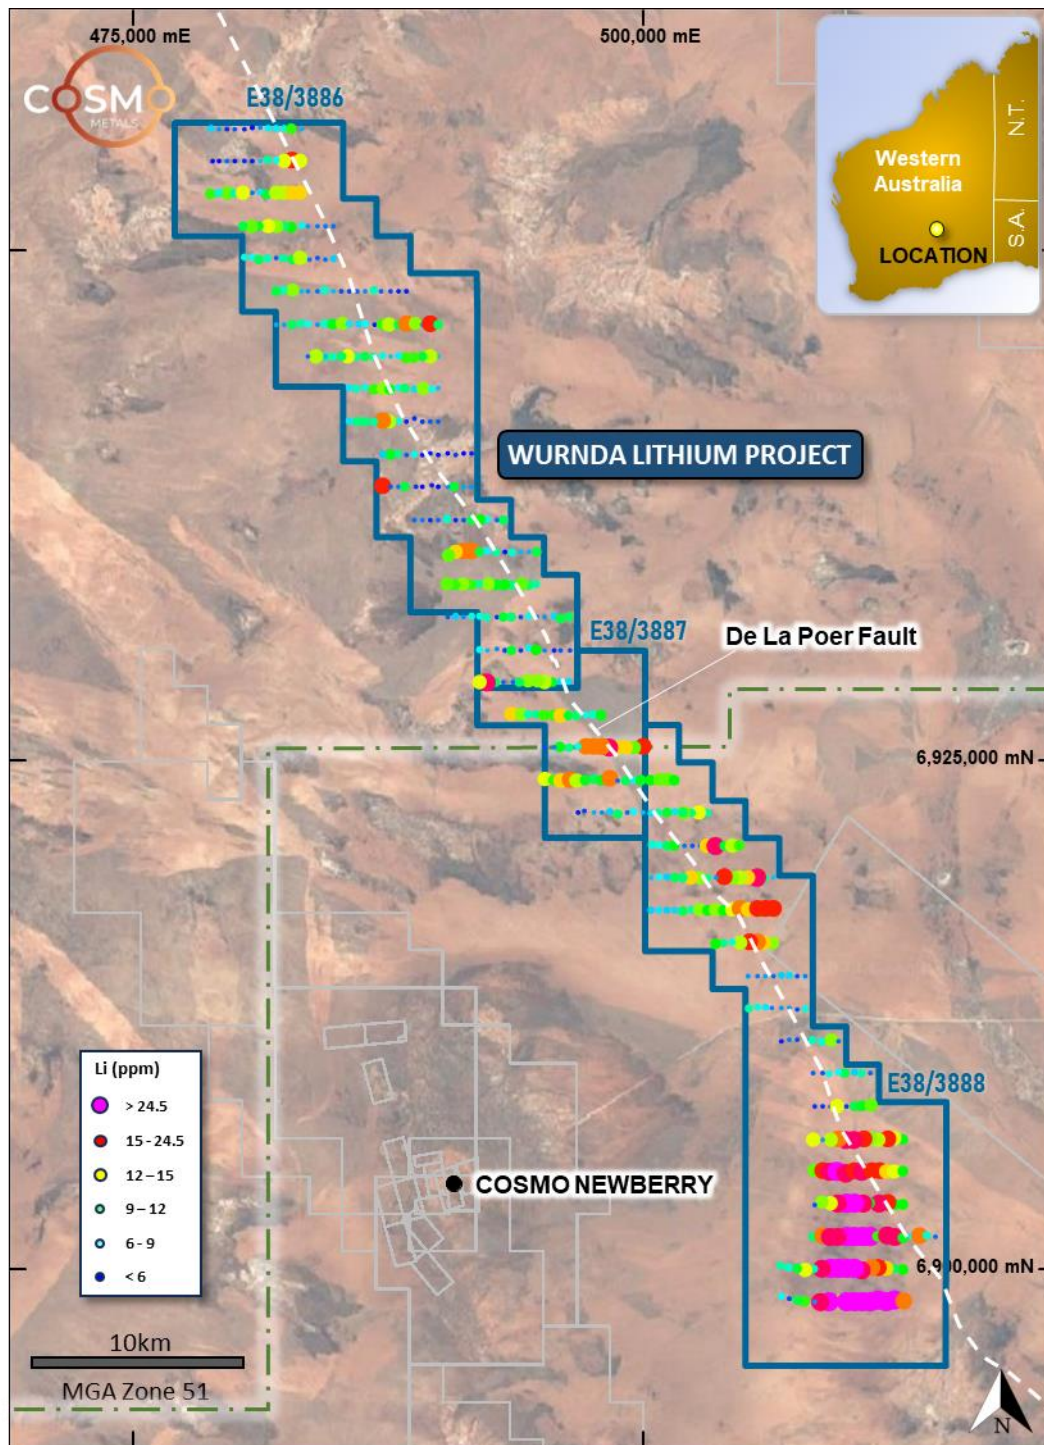 475,000 mE
500,000 mE
COSMO
METALS
E38/3886
N.T.
Western
Australia
S.A.
LOCATION
WURNDA LITHIUM PROJECT
E38/3887
De La Poer Fault
6,925,000 mN
Li (ppm)
> 24.5
15 - 24.5
12 – 15
9 – 12
6 - 9
< 6
E38/3888
COSMO NEWBERRY
6,900,000 mN
10km
MGA Zone 51
N